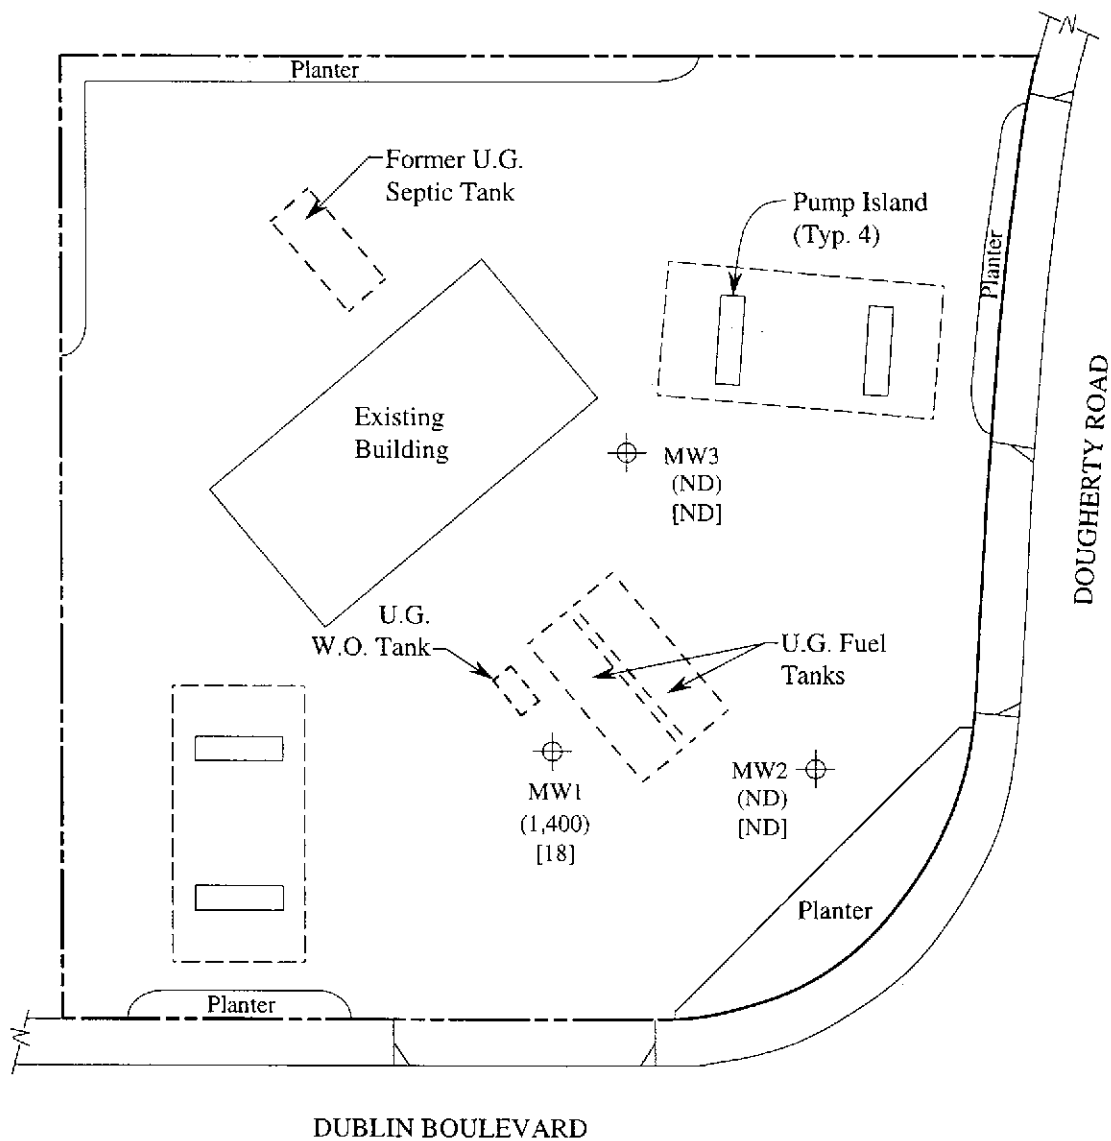 Planter
Former U.G.
Septic Tank
Pump Island
(Typ. 4)
Planter
Existing
Building
MW3
(ND)
[ND]
DOUGHERTY ROAD
U.G.
W.O. Tank
U.G. Fuel
Tanks
MW1
(1,400)
[18]
MW2
(ND)
[ND]
Planter
Planter
DUBLIN BOULEVARD